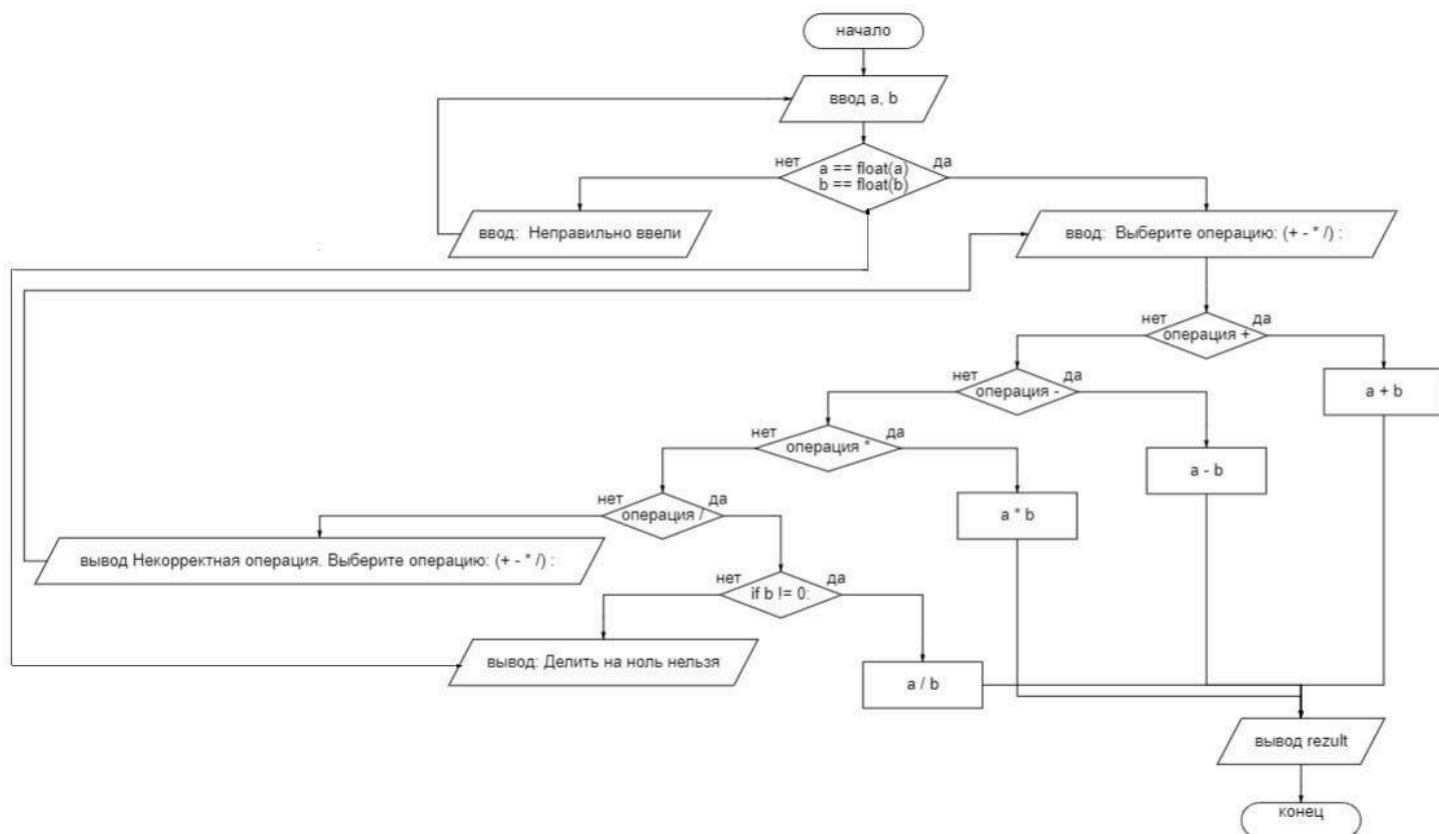 начало
ввод a, b
нет
да
a == float(a)
b == float(b)
ввод: Неправильно ввели
ввод: Выберите операцию: (+ - * /) :
нет
да
операция +
нет
да
операция -
a + b
нет
да
операция *
a - b
нет
да
операция /
a * b
вывод Некорректная операция. Выберите операцию: (+ - * /) :
нет
да
if b != 0:
вывод: Делить на ноль нельзя
a / b
вывод rezult
конец